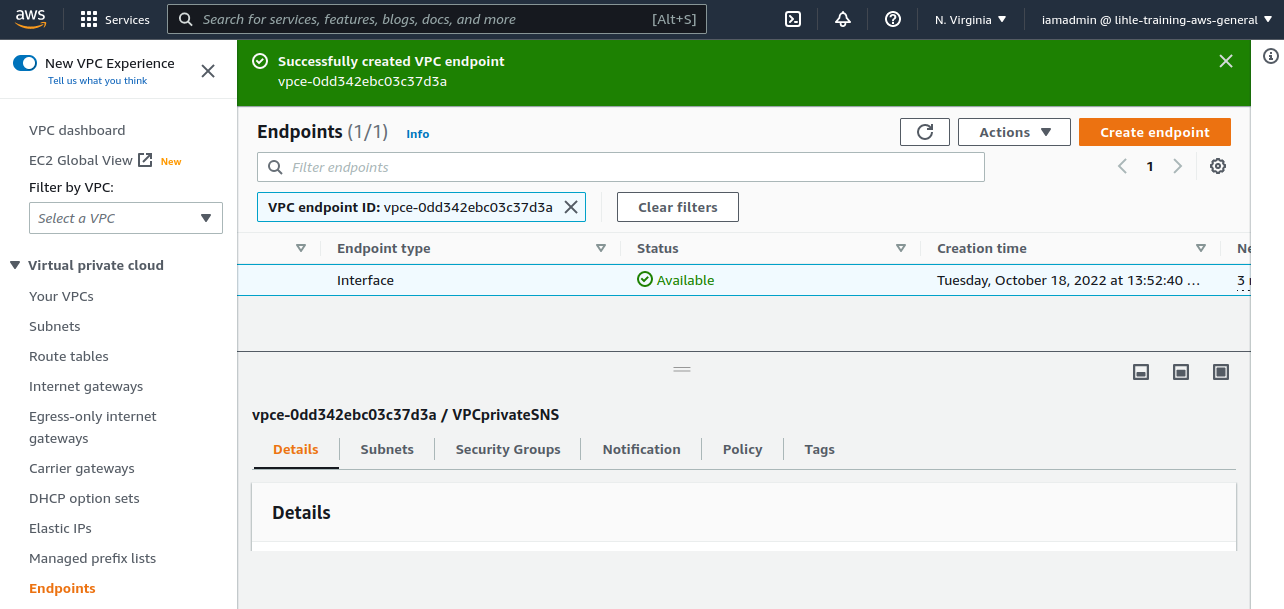 aws
Services
Search for services, features, blogs, docs, and more
[Alt+S]
N. Virginia
iamadmin @ lihle-training-aws-general
New VPC Experience
Tell us what you think
VPC dashboard
EC2 Global View New
Filter by VPC:
Select a VPC
Virtual private cloud
Your VPCs
Subnets
Route tables
Internet gateways
Egress-only internet
gateways
Carrier gateways
DHCP option sets
Elastic IPs
Managed prefix lists
Endpoints
Successfully created VPC endpoint
vpce-0dd342ebc03c37d3a
Endpoints (1/1) Info
Actions
Create endpoint
Filter endpoints
1
VPC endpoint ID: vpce-0dd342ebc03c37d3a
Clear filters
Endpoint type Status Creation time
Interface Available Tuesday, October 18, 2022 at 13:52:40 … 3
vpce-0dd342ebc03c37d3a / VPCprivateSNS
Details Subnets Security Groups Notification Policy Tags
Details